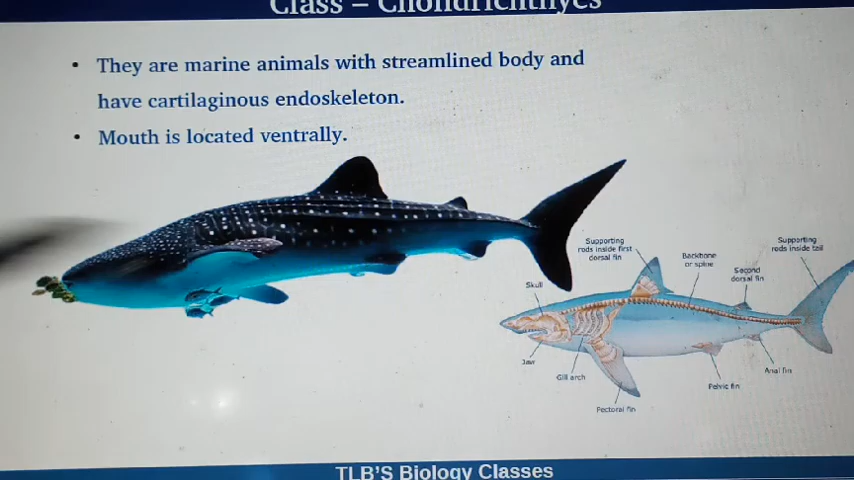 Class – Chondrichthyes
• They are marine animals with streamlined body and
have cartilaginous endoskeleton.
• Mouth is located ventrally.
Supporting
rods inside first
dorsal fin
Backbone
or spine
Supporting
rods inside tail
Second
dorsal fin
Skull
Jaw
Gill arch
Pectoral fin
Pelvic fin
Anal fin
TLB'S Biology Classes